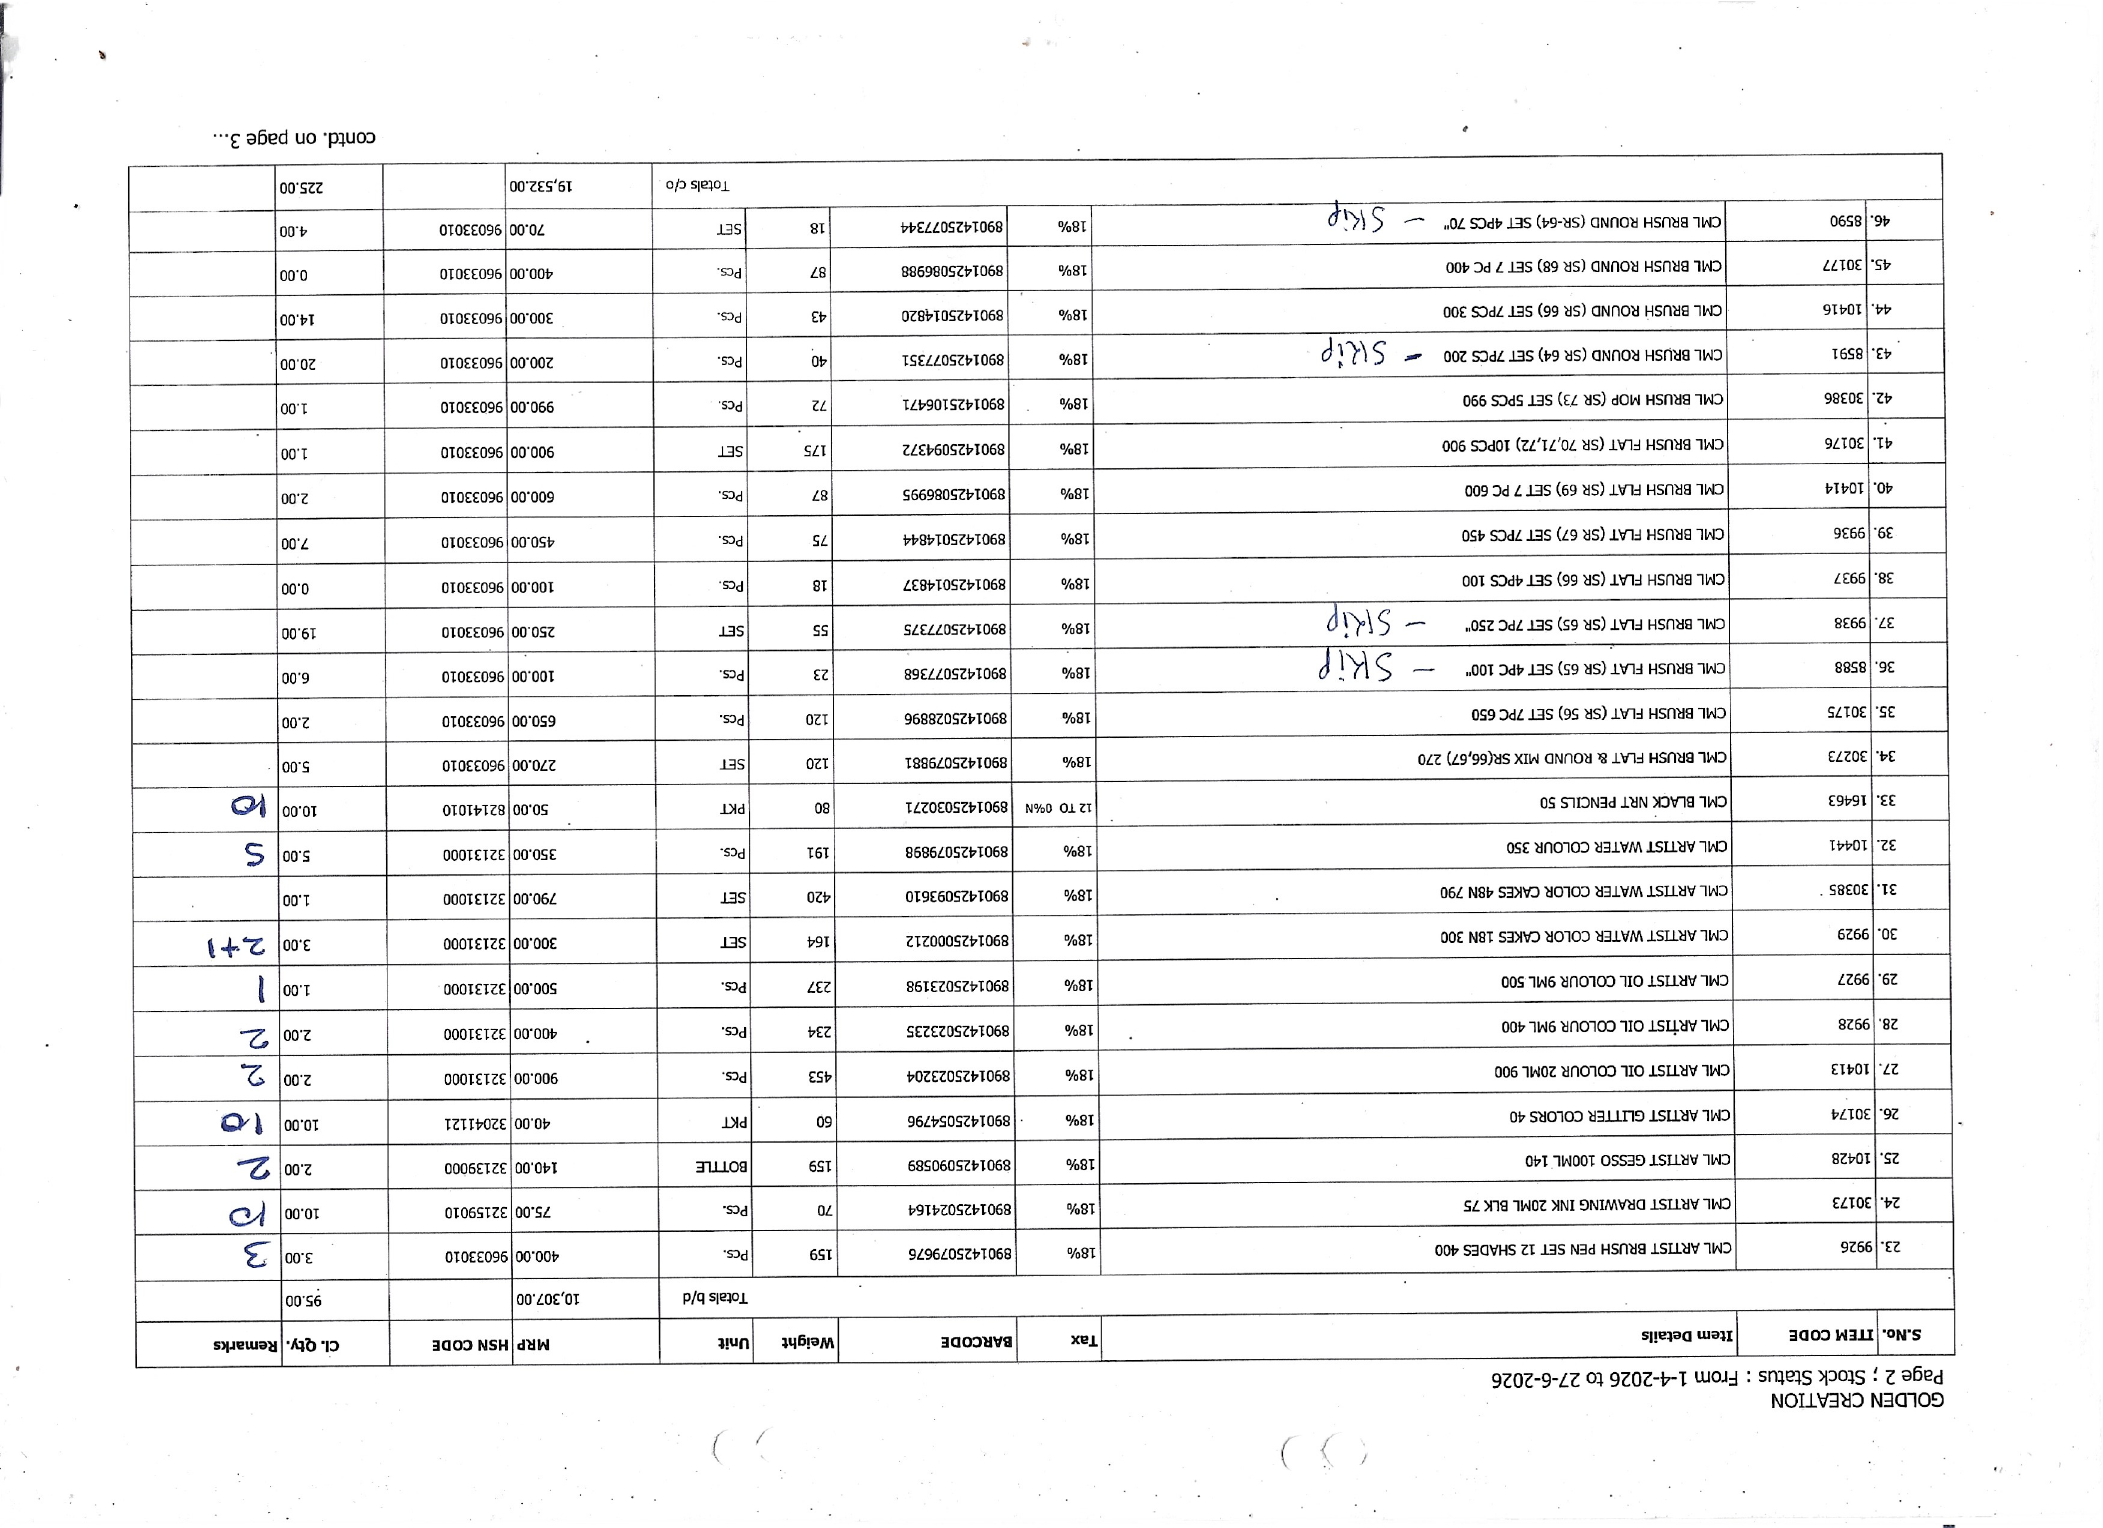 GOLDEN CREATION
Page 2 ; Stock Status : From 1-4-2026 to 27-6-2026
S.No. ITEM CODE Item Details Tax BARCODE Weight Unit MRP HSN CODE Cl. Qty. Remarks
Totals b/d 10,307.00 95.00
23. 9926 CML ARTIST BRUSH PEN SET 12 SHADES 400 18% 8901425079676 159 Pcs. 400.00 96033010 3.00 3
24. 30173 CML ARTIST DRAWING INK 20ML BLK 75 18% 8901425024164 70 Pcs. 75.00 32159010 10.00 10
25. 10428 CML ARTIST GESSO 100ML 140 18% 8901425090589 159 BOTTLE 140.00 32139000 2.00 2
26. 30174 CML ARTIST GLITTER COLORS 40 18% 8901425054796 60 PKT 40.00 32041121 10.00 10
27. 10413 CML ARTIST OIL COLOUR 20ML 900 18% 8901425023204 453 Pcs. 900.00 32131000 2.00 2
28. 9928 CML ARTIST OIL COLOUR 9ML 400 18% 8901425023235 234 Pcs. 400.00 32131000 2.00 2
29. 9927 CML ARTIST OIL COLOUR 9ML 500 18% 8901425023198 237 Pcs. 500.00 32131000 1.00 1
30. 9929 CML ARTIST WATER COLOR CAKES 18N 300 18% 8901425000212 164 SET 300.00 32131000 3.00 2+1
31. 30385 CML ARTIST WATER COLOR CAKES 48N 790 18% 8901425093610 420 SET 790.00 32131000 1.00
32. 10441 CML ARTIST WATER COLOUR 350 18% 8901425079898 191 Pcs. 350.00 32131000 5.00 5
33. 16463 CML BLACK NRT PENCILS 50 12 TO 0%N 8901425030271 80 PKT 50.00 82141010 10.00 10
34. 30273 CML BRUSH FLAT & ROUND MIX SR(66,67) 270 18% 8901425079881 120 SET 270.00 96033010 5.00
35. 30175 CML BRUSH FLAT (SR 56) SET 7PC 650 18% 8901425028896 120 Pcs. 650.00 96033010 2.00
36. 8588 CML BRUSH FLAT (SR 65) SET 4PC 100" - SKIP 18% 8901425077368 23 Pcs. 100.00 96033010 6.00
37. 9938 CML BRUSH FLAT (SR 65) SET 7PC 250" - SKIP 18% 8901425077375 55 SET 250.00 96033010 19.00
38. 9937 CML BRUSH FLAT (SR 66) SET 4PCS 100 18% 8901425014837 18 Pcs. 100.00 96033010 0.00
39. 9936 CML BRUSH FLAT (SR 67) SET 7PCS 450 18% 8901425014844 75 Pcs. 450.00 96033010 7.00
40. 10414 CML BRUSH FLAT (SR 69) SET 7 PC 600 18% 8901425086995 87 Pcs. 600.00 96033010 2.00
41. 30176 CML BRUSH FLAT (SR 70,71,72) 10PCS 900 18% 8901425094372 175 SET 900.00 96033010 1.00
42. 30386 CML BRUSH MOP (SR 73) SET 5PCS 990 18% 8901425106471 72 Pcs. 990.00 96033010 1.00
43. 8591 CML BRUSH ROUND (SR 64) SET 7PCS 200 - SKIP 18% 8901425077351 40 Pcs. 200.00 96033010 20.00
44. 10416 CML BRUSH ROUND (SR 66) SET 7PCS 300 18% 8901425014820 43 Pcs. 300.00 96033010 14.00
45. 30177 CML BRUSH ROUND (SR 68) SET 7 PC 400 18% 8901425086988 87 Pcs. 400.00 96033010 0.00
46. 8590 CML BRUSH ROUND (SR-64) SET 4PCS 70" - SKIP 18% 8901425077344 18 SET 70.00 96033010 4.00
Totals c/o 19,532.00 225.00
contd. on page 3...